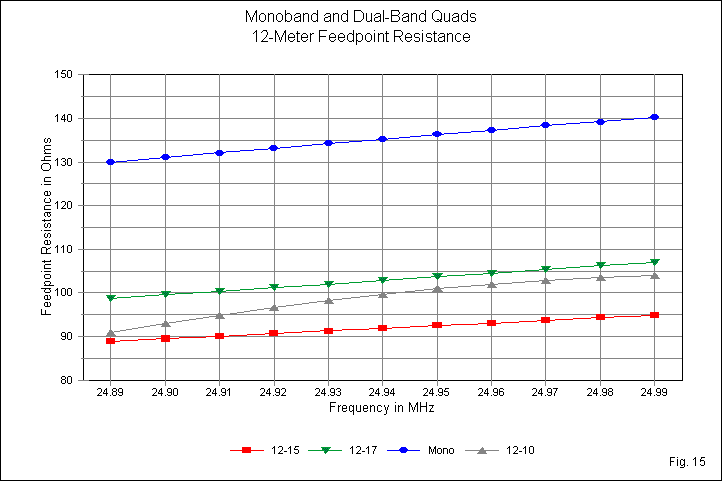 Monoband and Dual-Band Quads
12-Meter Feedpoint Resistance
Feedpoint Resistance in Ohms
150
140
130
120
110
100
90
80
24.89 24.90 24.91 24.92 24.93 24.94 24.95 24.96 24.97 24.98 24.99
Frequency in MHz
12-15 12-17 Mono 12-10
Fig. 15